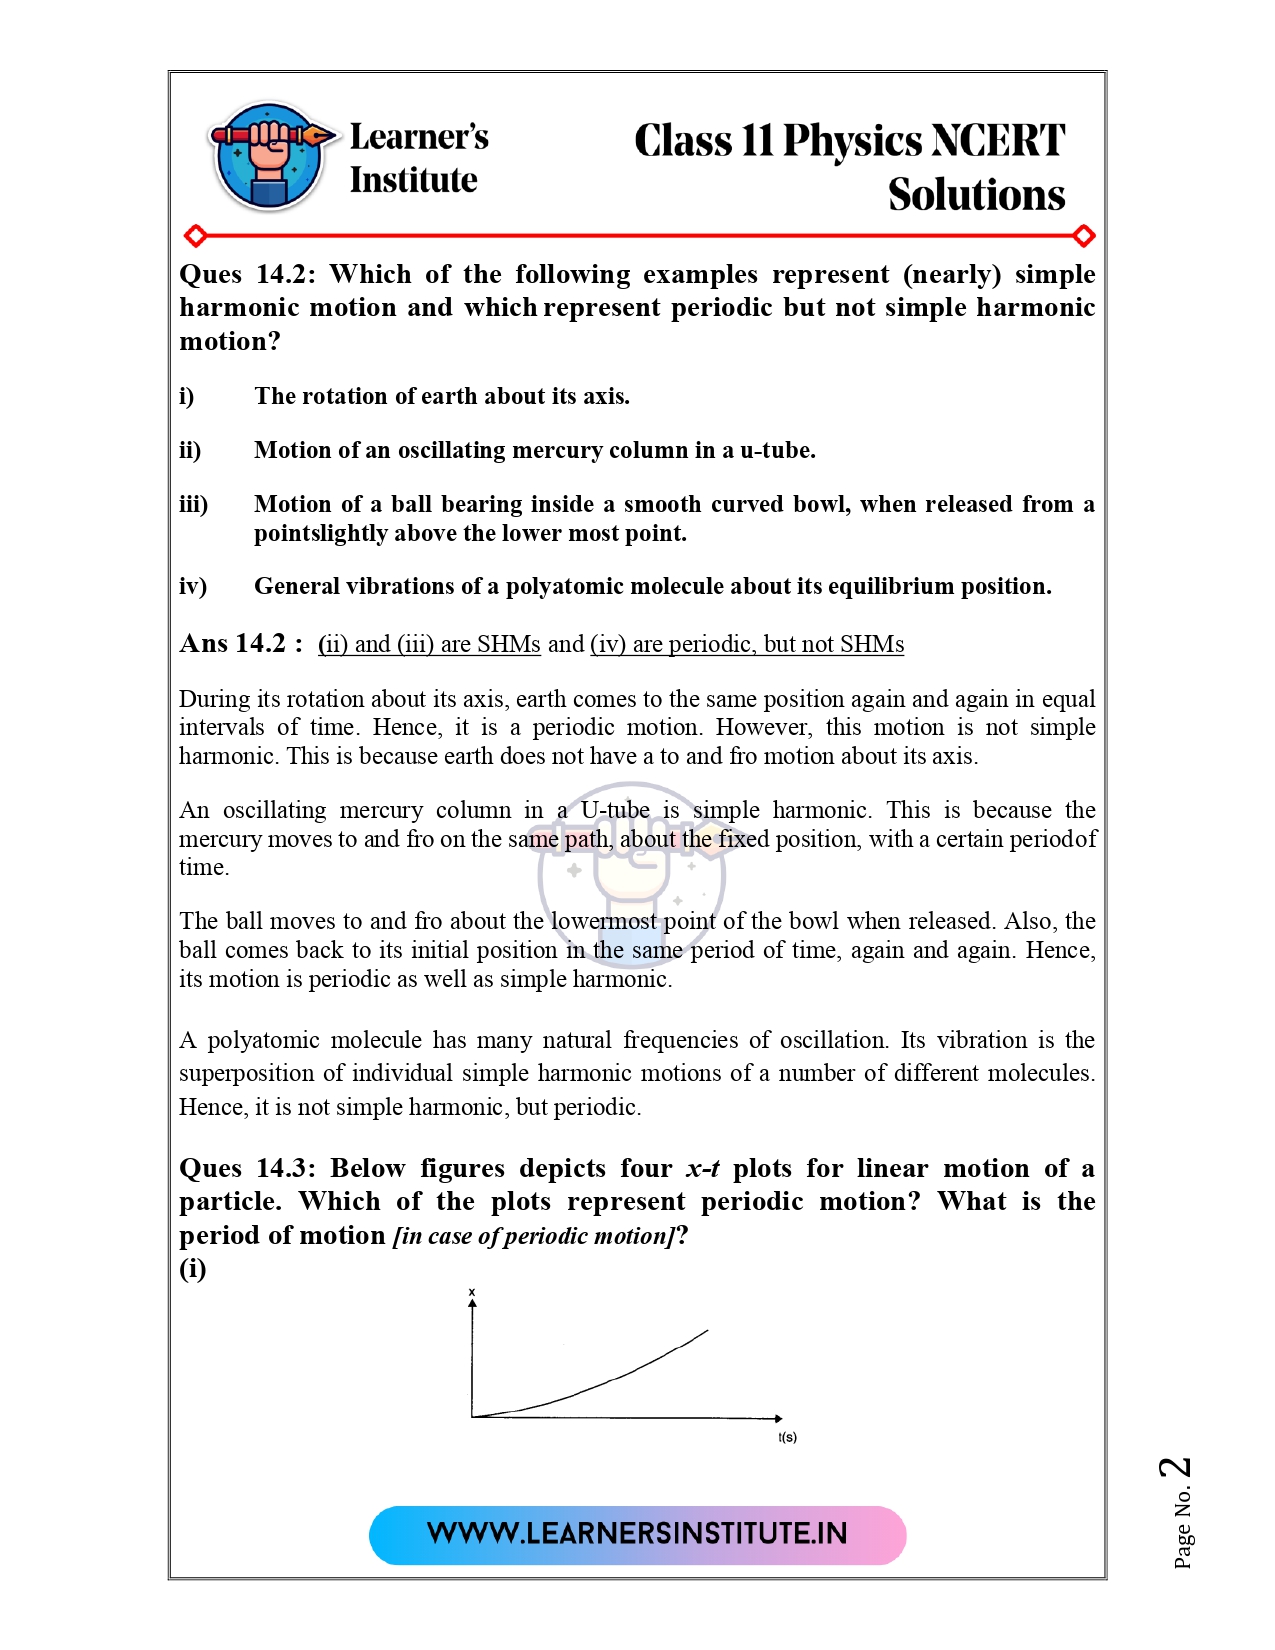 Learner's
Institute
Class 11 Physics NCERT
Solutions
Ques 14.2: Which of the following examples represent (nearly) simple
harmonic motion and which represent periodic but not simple harmonic
motion?
i) The rotation of earth about its axis.
ii) Motion of an oscillating mercury column in a u-tube.
iii) Motion of a ball bearing inside a smooth curved bowl, when released from a
pointslightly above the lower most point.
iv) General vibrations of a polyatomic molecule about its equilibrium position.
Ans 14.2 : (ii) and (iii) are SHMs and (iv) are periodic, but not SHMs
During its rotation about its axis, earth comes to the same position again and again in equal
intervals of time. Hence, it is a periodic motion. However, this motion is not simple
harmonic. This is because earth does not have a to and fro motion about its axis.
An oscillating mercury column in a U-tube is simple harmonic. This is because the
mercury moves to and fro on the same path, about the fixed position, with a certain periodof
time.
The ball moves to and fro about the lowermost point of the bowl when released. Also, the
ball comes back to its initial position in the same period of time, again and again. Hence,
its motion is periodic as well as simple harmonic.
A polyatomic molecule has many natural frequencies of oscillation. Its vibration is the
superposition of individual simple harmonic motions of a number of different molecules.
Hence, it is not simple harmonic, but periodic.
Ques 14.3: Below figures depicts four x-t plots for linear motion of a
particle. Which of the plots represent periodic motion? What is the
period of motion [in case of periodic motion]?
(i)
x
t(s)
WWW.LEARNERSINSTITUTE.IN
Page No. 2